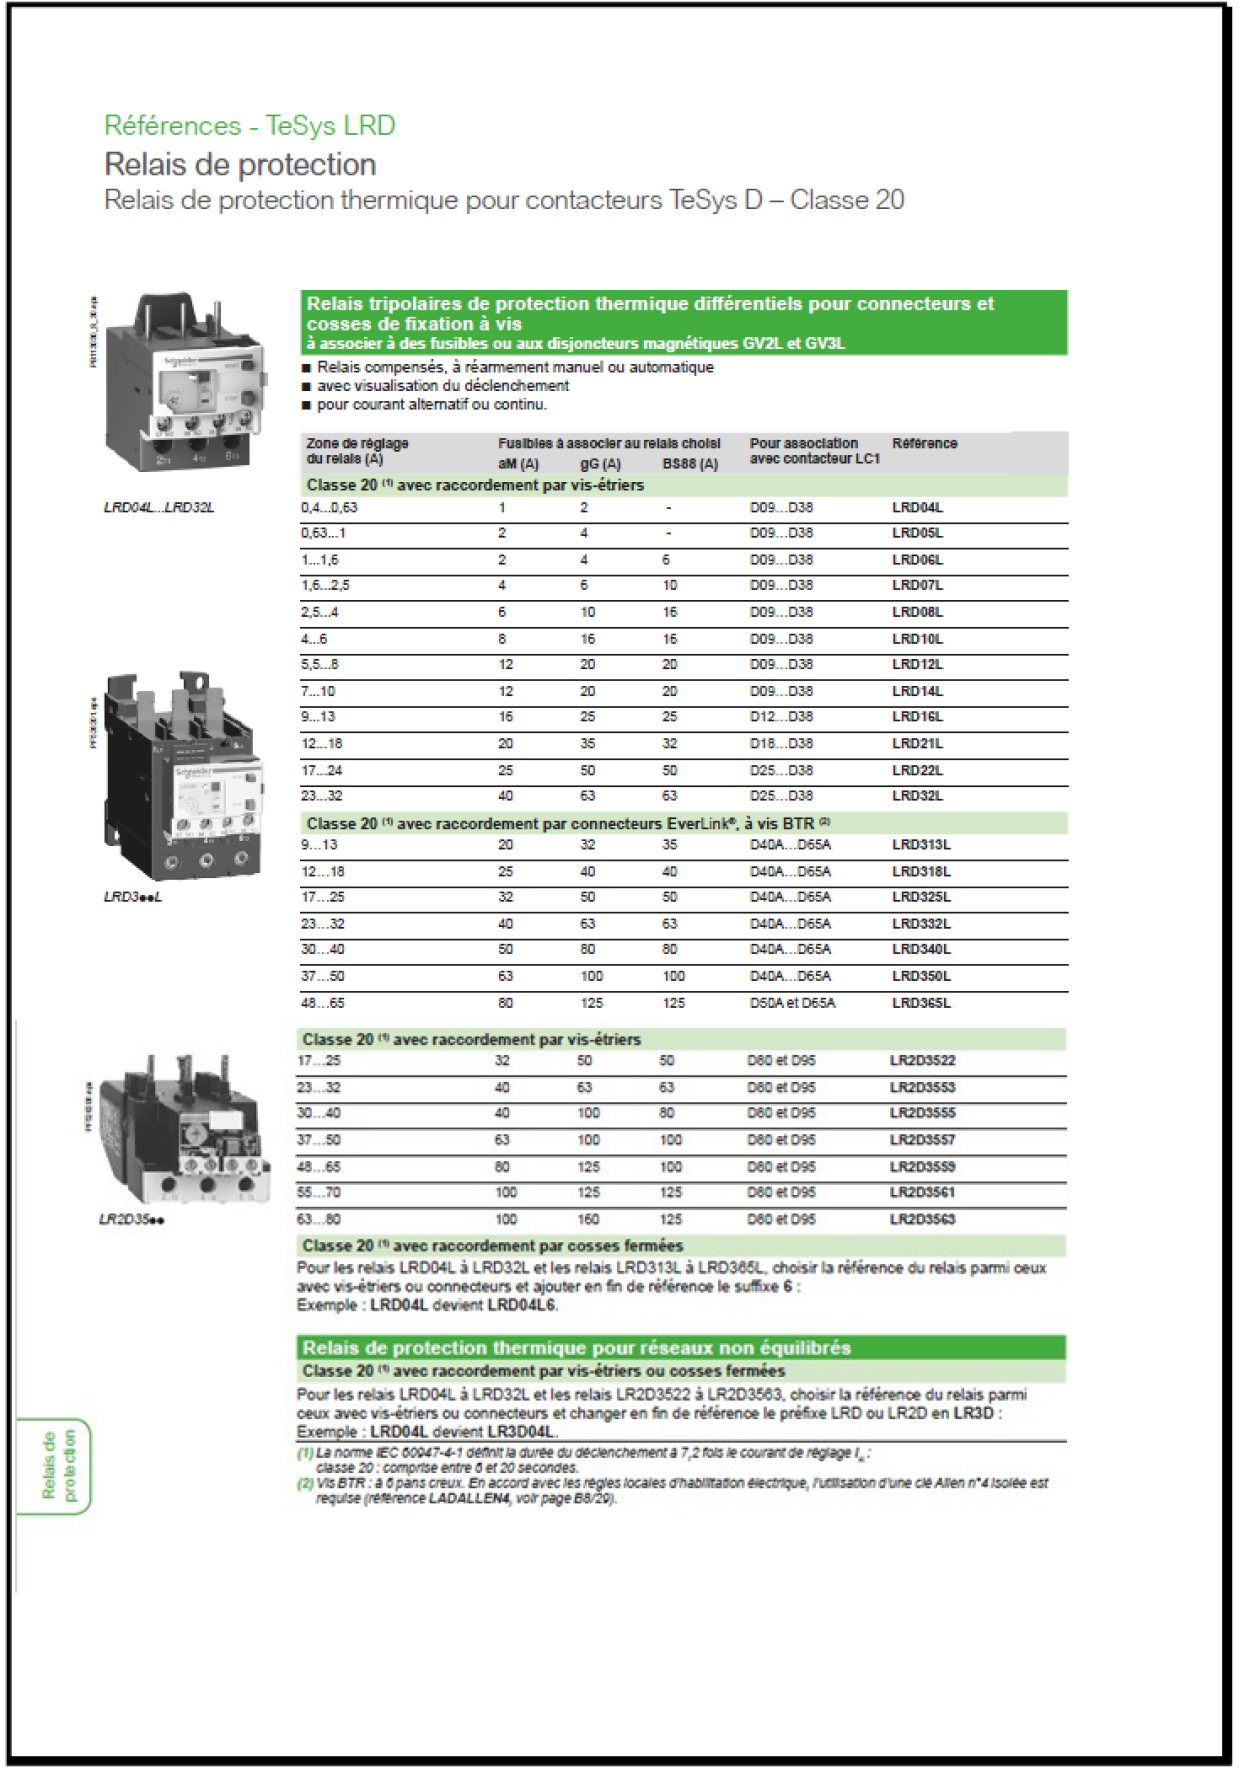 Références - TeSys LRD
Relais de protection
Relais de protection thermique pour contacteurs TeSys D – Classe 20
Relais tripolaires de protection thermique différentiels pour connecteurs et
cosses de fixation à vis
à associer à des fusibles ou aux disjoncteurs magnétiques GV2L et GV3L
■ Relais compensés, à réarmement manuel ou automatique
■ avec visualisation du déclenchement
■ pour courant alternatif ou continu.
Zone de réglage Fusibles à associer au relais choisi Pour association Référence
du relais (A) aM (A) gG (A) BS88 (A) avec contacteur LC1
Classe 20 (1) avec raccordement par vis-étriers
LRD04L...LRD32L
0,4...0,63 1 2 - D09...D38 LRD04L
0,63...1 2 4 - D09...D38 LRD05L
1...1,6 2 4 6 D09...D38 LRD06L
1,6...2,5 4 6 10 D09...D38 LRD07L
2,5...4 6 10 16 D09...D38 LRD08L
4...6 8 16 16 D09...D38 LRD10L
5,5...8 12 20 20 D09...D38 LRD12L
7...10 12 20 20 D09...D38 LRD14L
9...13 16 25 25 D12...D38 LRD16L
12...18 20 35 32 D18...D38 LRD21L
17...24 25 50 50 D25...D38 LRD22L
23...32 40 63 63 D25...D38 LRD32L
Classe 20 (1) avec raccordement par connecteurs EverLink®, à vis BTR (2)
9...13 20 32 35 D40A...D65A LRD313L
12...18 25 40 40 D40A...D65A LRD318L
LRD3●●L
17...25 32 50 50 D40A...D65A LRD325L
23...32 40 63 63 D40A...D65A LRD332L
30...40 50 80 80 D40A...D65A LRD340L
37...50 63 100 100 D40A...D65A LRD350L
48...65 80 125 125 D50A et D65A LRD365L
Classe 20 (1) avec raccordement par vis-étriers
17...25 32 50 50 D80 et D95 LR2D3522
23...32 40 63 63 D80 et D95 LR2D3553
30...40 40 100 80 D80 et D95 LR2D3555
37...50 63 100 100 D80 et D95 LR2D3557
48...65 80 125 100 D80 et D95 LR2D3559
55...70 100 125 125 D80 et D95 LR2D3561
LR2D35●●
63...80 100 160 125 D80 et D95 LR2D3563
Classe 20 (1) avec raccordement par cosses fermées
Pour les relais LRD04L à LRD32L et les relais LRD313L à LRD365L, choisir la référence du relais parmi ceux
avec vis-étriers ou connecteurs et ajouter en fin de référence le suffixe 6 :
Exemple : LRD04L devient LRD04L6.
Relais de protection thermique pour réseaux non équilibrés
Classe 20 (1) avec raccordement par vis-étriers ou cosses fermées
Pour les relais LRD04L à LRD32L et les relais LR2D3522 à LR2D3563, choisir la référence du relais parmi
ceux avec vis-étriers ou connecteurs et changer en fin de référence le préfixe LRD ou LR2D en LR3D :
Exemple : LRD04L devient LR3D04L.
(1) La norme IEC 60947-4-1 définit la durée du déclenchement à 7,2 fois le courant de réglage I :
classe 20 : comprise entre 6 et 20 secondes.
(2) Vis BTR : à 6 pans creux. En accord avec les règles locales d'habilitation électrique, l'utilisation d'une clé Allen n°4 isolée est
requise (référence LADALLEN4, voir page B8/29).
Relais de
protection